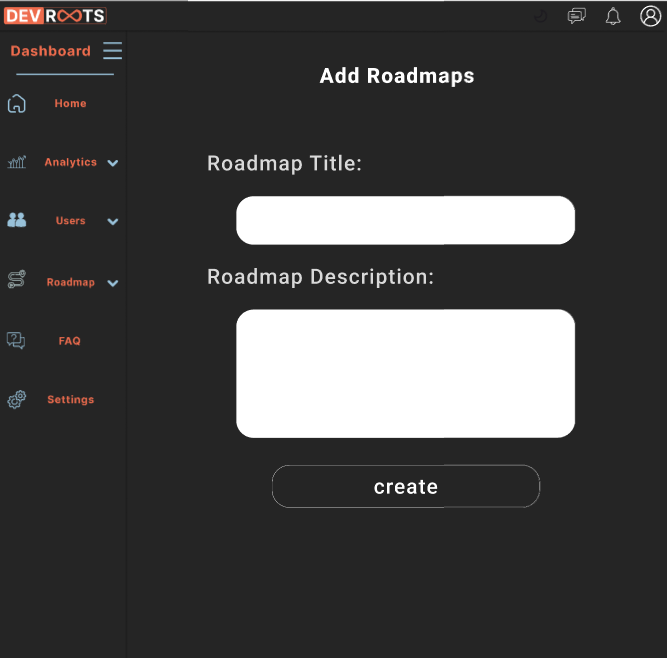 DEVROOTS
Dashboard
Add Roadmaps
Home
Roadmap Title:
Analytics
Users
Roadmap Description:
Roadmap
FAQ
Settings
create